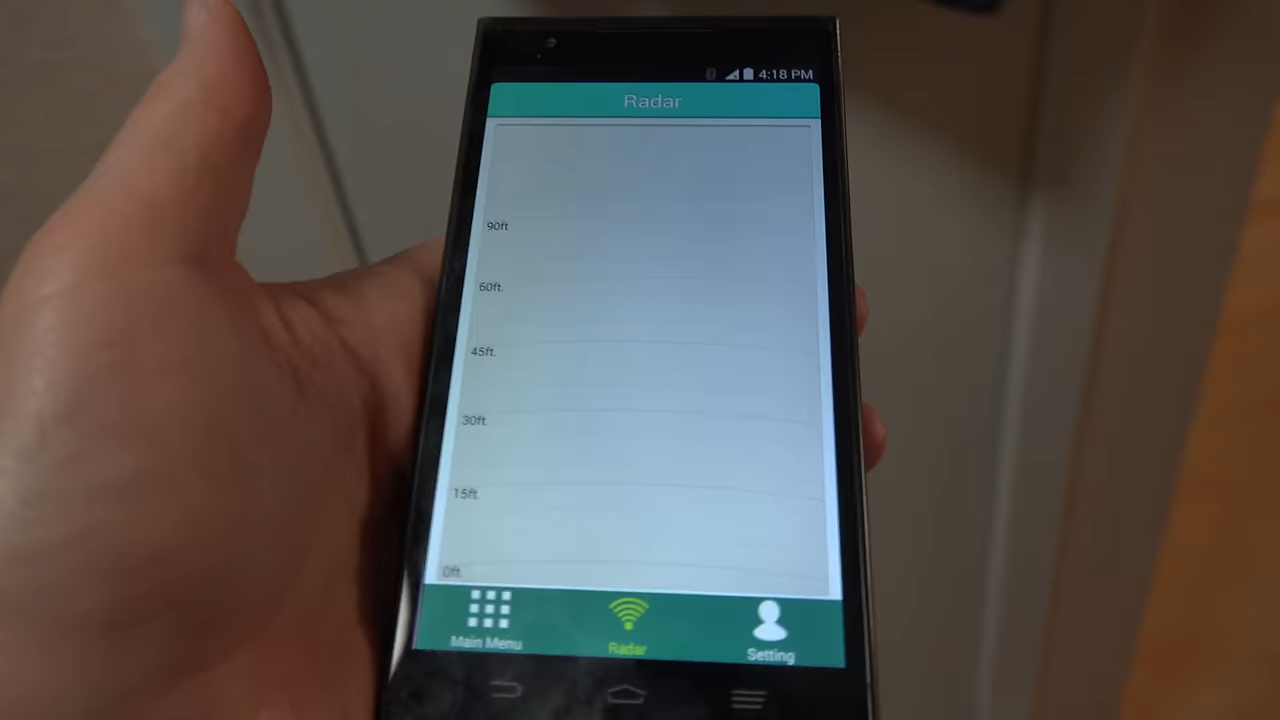 4:18 PM
Radar
90ft
60ft.
45ft.
30ft.
15ft.
0ft.
Main Menu
Radar
Setting